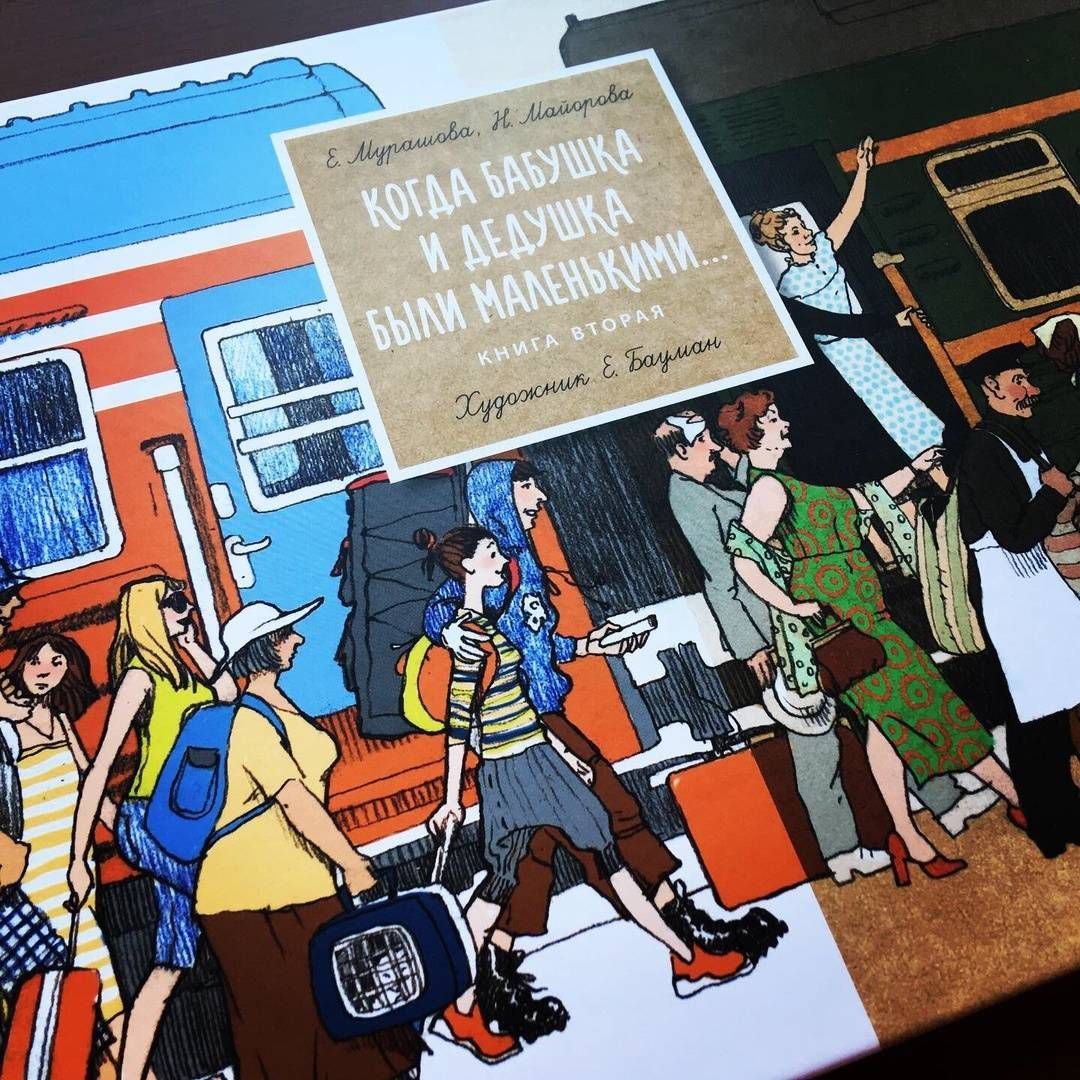 Е. Мурашова, Н. Майорова
КОГДА БАБУШКА
И ДЕДУШКА
БЫЛИ МАЛЕНЬКИМИ...
КНИГА ВТОРАЯ
Художник Е. Бауман